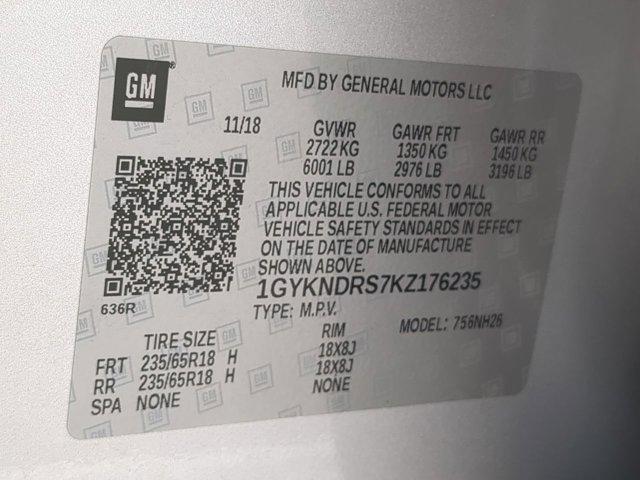 GM
MFD BY GENERAL MOTORS LLC
11/18 GVWR GAWR FRT GAWR RR
2722 KG 1350 KG 1450 KG
6001 LB 2976 LB 3196 LB
THIS VEHICLE CONFORMS TO ALL
APPLICABLE U.S. FEDERAL MOTOR
VEHICLE SAFETY STANDARDS IN EFFECT
ON THE DATE OF MANUFACTURE
SHOWN ABOVE.
1GYKNDRS7KZ176235
636R
TYPE: M.P.V. MODEL: 756NH26
TIRE SIZE RIM
FRT 235/65R18 H 18X8J
RR 235/65R18 H 18X8J
SPA NONE NONE